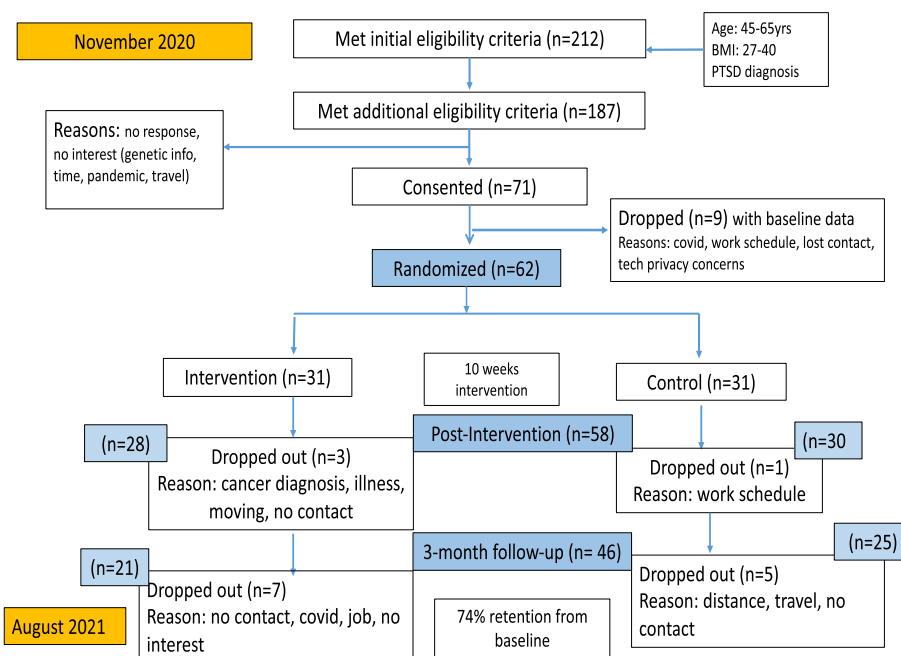 November 2020
Met initial eligibility criteria (n=212)
Age: 45-65yrs
BMI: 27-40
PTSD diagnosis
Met additional eligibility criteria (n=187)
Reasons: no response,
no interest (genetic info,
time, pandemic, travel)
Consented (n=71)
Dropped (n=9) with baseline data
Reasons: covid, work schedule, lost contact,
tech privacy concerns
Randomized (n=62)
Intervention (n=31)
10 weeks
intervention
Control (n=31)
(n=28)
Post-Intervention (n=58)
(n=30
Dropped out (n=3)
Reason: cancer diagnosis, illness,
moving, no contact
Dropped out (n=1)
Reason: work schedule
(n=21)
3-month follow-up (n= 46)
(n=25)
Dropped out (n=7)
Reason: no contact, covid, job, no
interest
Dropped out (n=5)
Reason: distance, travel, no
contact
August 2021
74% retention from
baseline